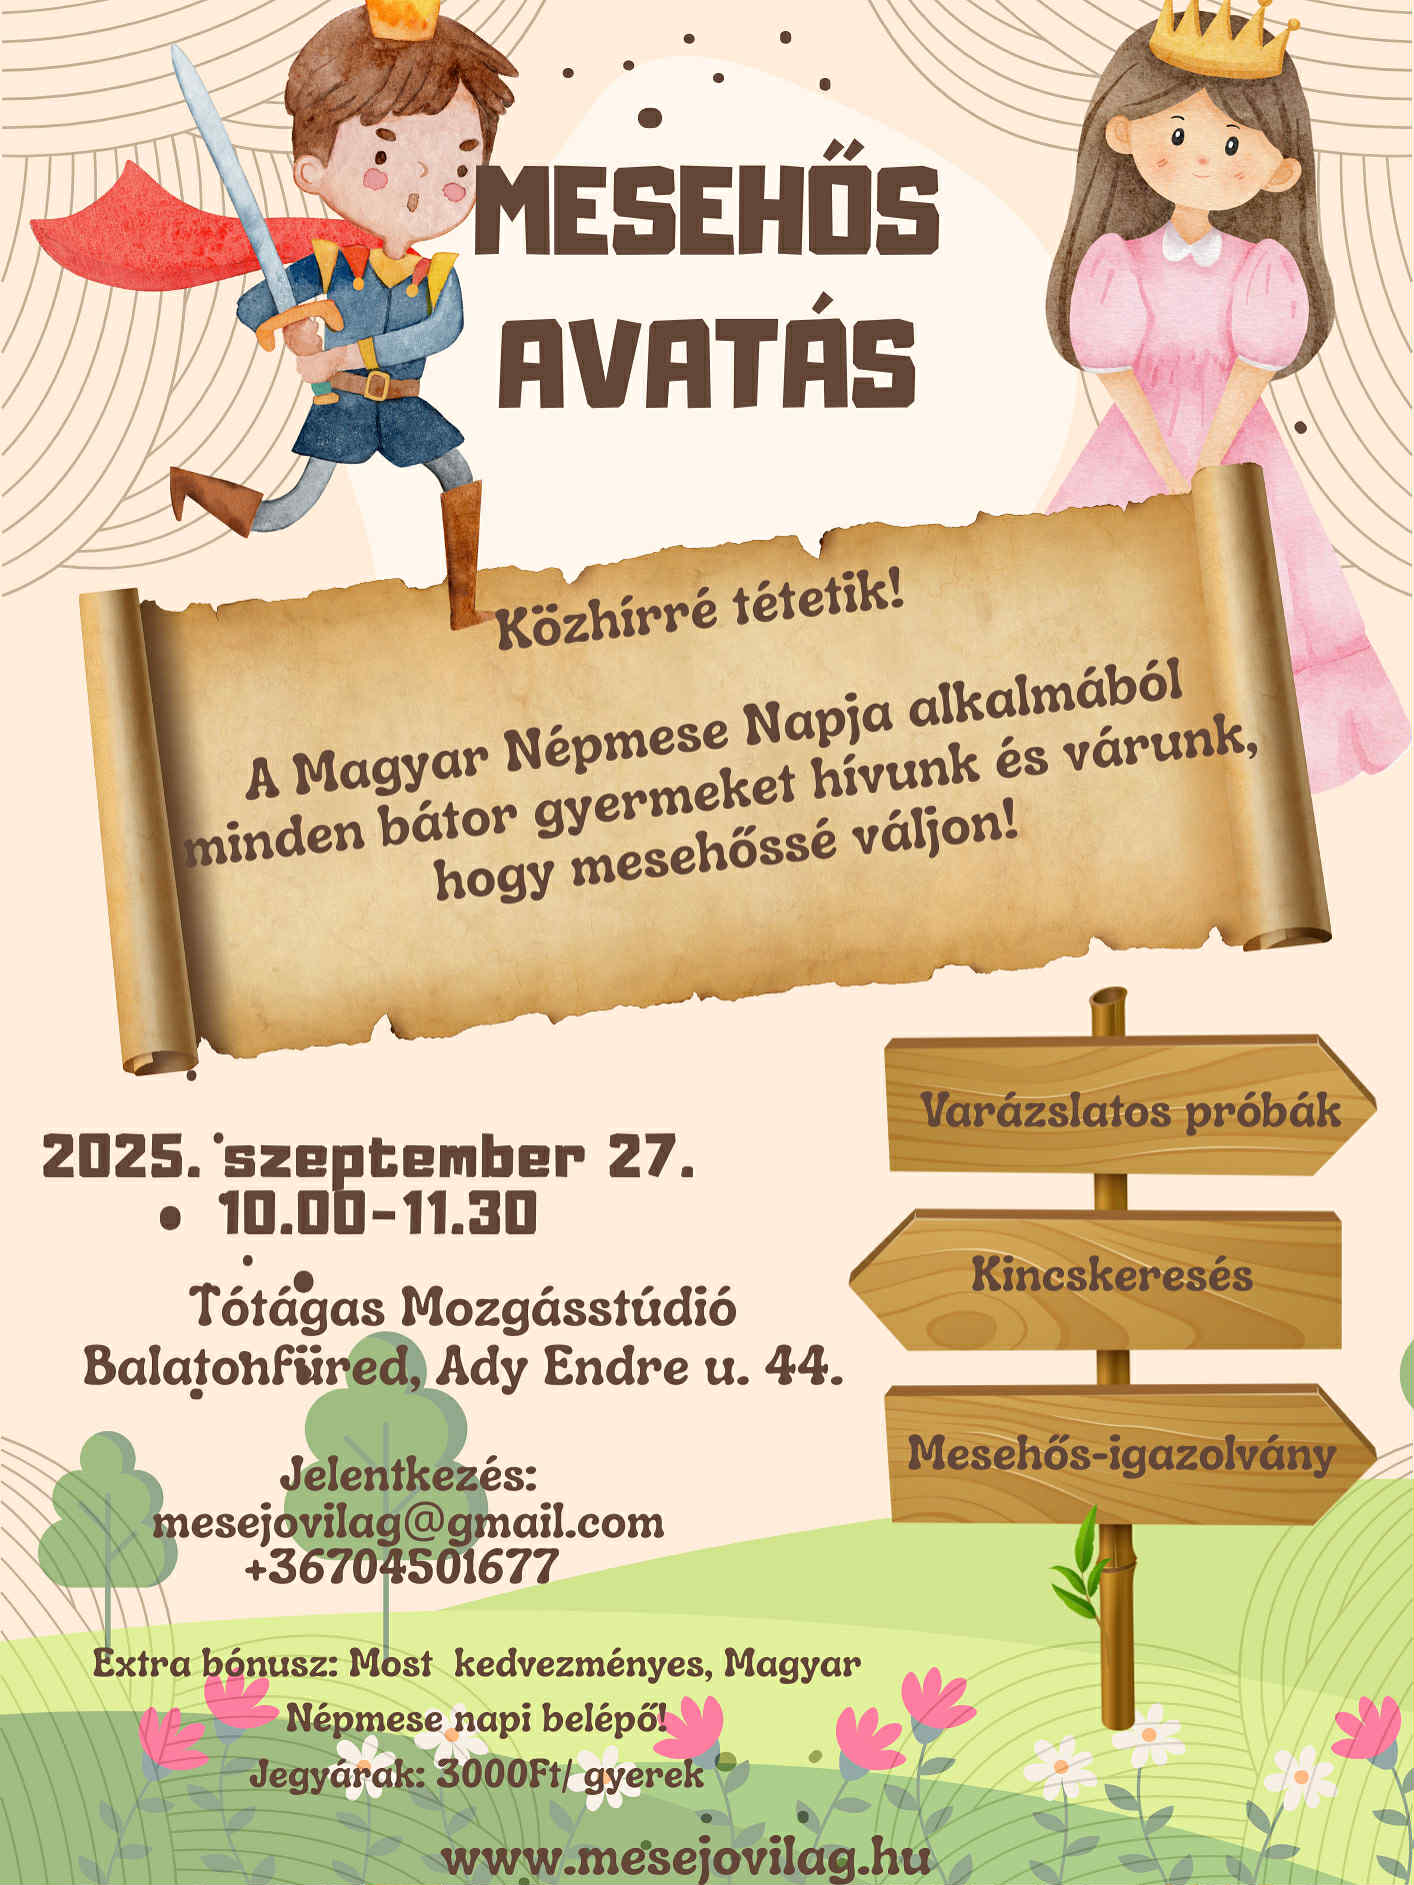 MESEHŐS
AVATÁS
Közhírré tétetik!
A Magyar Népmese Napja alkalmából
minden bátor gyermeket hívunk és várunk,
hogy mesehőssé váljon!
Varázslatos próbák
Kincskeresés
Mesehős-igazolvány
2025. szeptember 27.
10.00-11.30
Tótágas Mozgásstúdió
Balatonfüred, Ady Endre u. 44.
Jelentkezés:
mesejovilag@gmail.com
+36704501677
Extra bónusz: Most kedvezményes, Magyar
Népmese napi belépő!
Jegyárak: 3000Ft/ gyerek
www.mesejovilag.hu